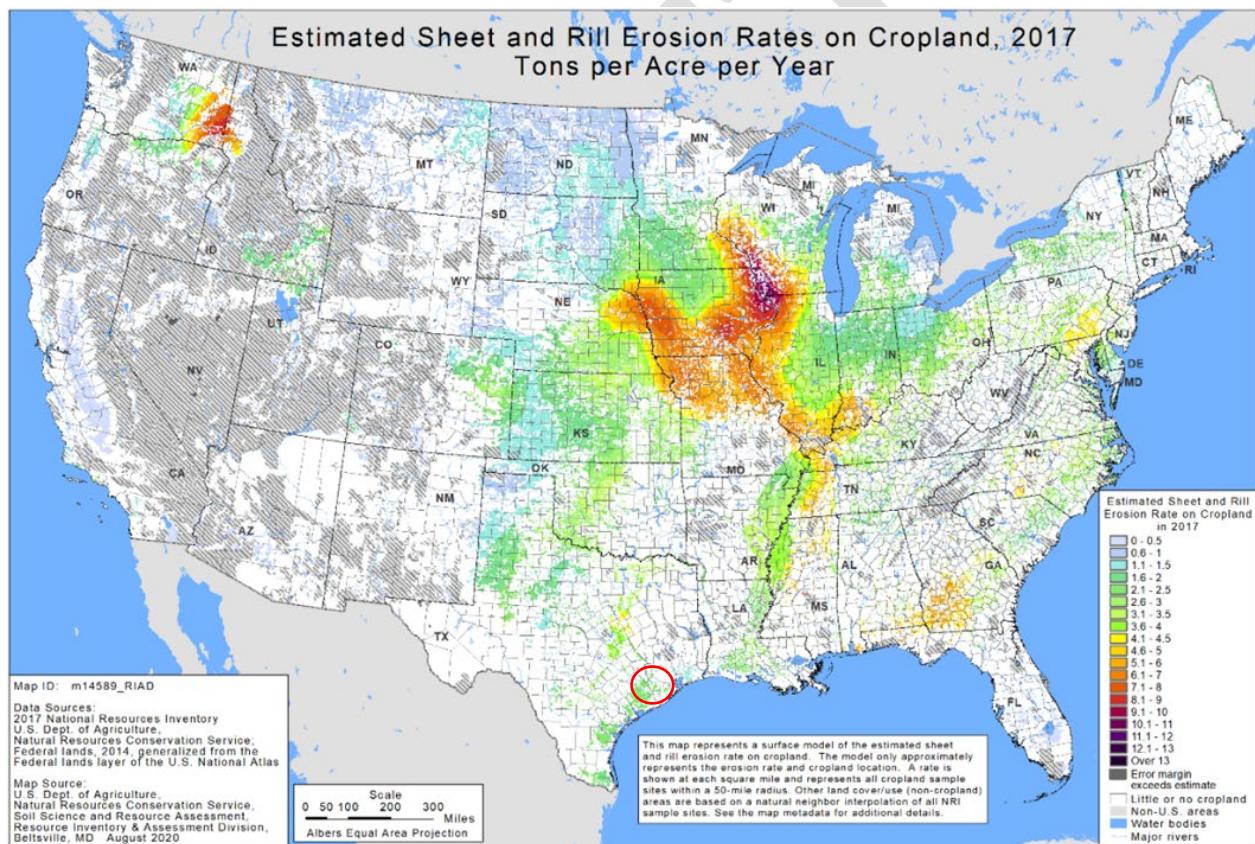 Estimated Sheet and Rill Erosion Rates on Cropland, 2017
Tons per Acre per Year
WA
MT
ND
MN
ME
OR
ID
SD
WI
MI
MI
VT
NH
NY
MA
CT
RI
WY
IA
NE
PA
NJ
NV
UT
CO
IL
IN
OH
DE
MD
WV
KS
KY
VA
CA
OK
MO
NC
AZ
NM
TN
SC
AR
AL
GA
TX
LA
MS
FL
Map ID: m14589_RIAD
Data Sources:
2017 National Resources Inventory
U.S. Dept. of Agriculture,
Natural Resources Conservation Service;
Federal lands, 2014, generalized from the
Federal lands layer of the U.S. National Atlas
Map Source:
U.S. Dept. of Agriculture,
Natural Resources Conservation Service,
Soil Science and Resource Assessment,
Resource Inventory & Assessment Division,
Beltsville, MD August 2020
Scale
0 50 100 200 300
Miles
Albers Equal Area Projection
This map represents a surface model of the estimated sheet
and rill erosion rate on cropland. The model only approximately
represents the erosion rate and cropland location. A rate is
shown at each square mile and represents all cropland sample
sites within a 50-mile radius. Other land cover/use (non-cropland)
areas are based on a natural neighbor interpolation of all NRI
sample sites. See the map metadata for additional details.
Estimated Sheet and Rill
Erosion Rate on Cropland
in 2017
0 - 0.5
0.6 - 1
1.1 - 1.5
1.6 - 2
2.1 - 2.5
2.6 - 3
3.1 - 3.5
3.6 - 4
4.1 - 4.5
4.6 - 5
5.1 - 6
6.1 - 7
7.1 - 8
8.1 - 9
9.1 - 10
10.1 - 11
11.1 - 12
12.1 - 13
Over 13
Error margin
exceeds estimate
Little or no cropland
Non-U.S. areas
Water bodies
Major rivers